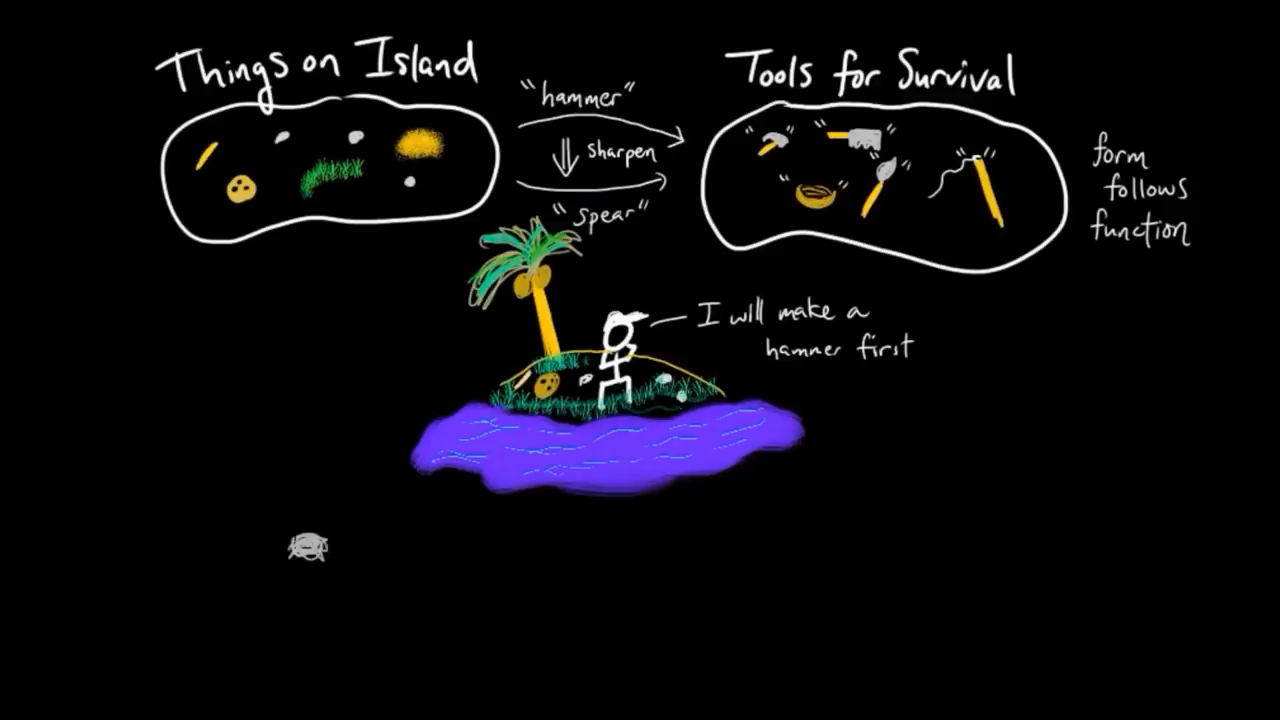 Things on Island
Tools for Survival
"hammer"
sharpen
"spear"
form
follows
function
I will make a
hammer first